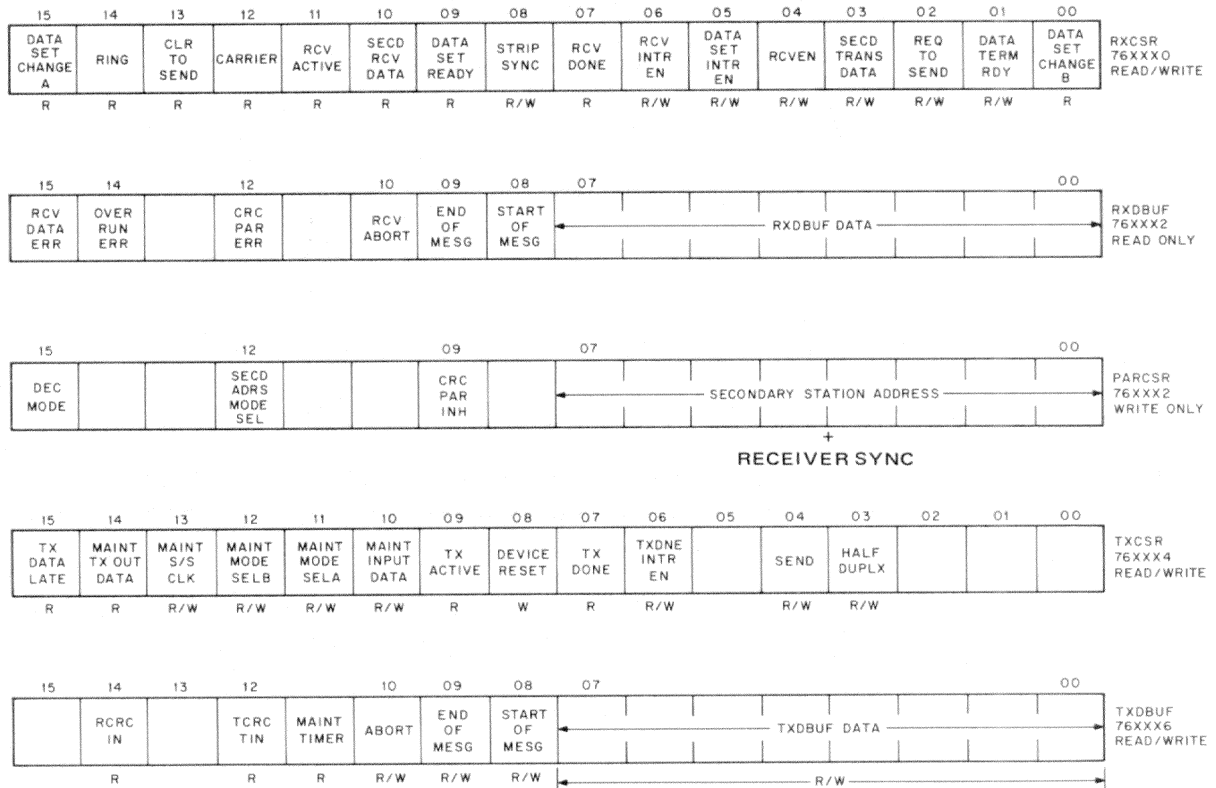 15 14 13 12 11 10 09 08 07 06 05 04 03 02 01 00
DATA SET CHANGE A
RING
CLR TO SEND
CARRIER
RCV ACTIVE
SECD RCV DATA
DATA SET READY
STRIP SYNC
RCV DONE
RCV INTR EN
DATA SET INTR EN
RCVEN
SECD TRANS DATA
REQ TO SEND
DATA TERM RDY
DATA SET CHANGE B
RXCSR
76XXX0
READ/WRITE
R R R R R R R R/W R R/W R/W R/W R/W R/W R/W R
15 14 12 10 09 08 07 00
RCV DATA ERR
OVER RUN ERR
CRC PAR ERR
RCV ABORT
END OF MESG
START OF MESG
RXDBUF DATA
RXDBUF
76XXX2
READ ONLY
15 12 09 07 00
DEC MODE
SECD ADRS MODE SEL
CRC PAR INH
SECONDARY STATION ADDRESS
PARCSR
76XXX2
WRITE ONLY
+
RECEIVER SYNC
15 14 13 12 11 10 09 08 07 06 05 04 03 02 01 00
TX DATA LATE
MAINT TX OUT DATA
MAINT S/S CLK
MAINT MODE SELB
MAINT MODE SELA
MAINT INPUT DATA
TX ACTIVE
DEVICE RESET
TX DONE
TXDNE INTR EN
SEND
HALF DUPLX
TXCSR
76XXX4
READ/WRITE
R R R/W R/W R/W R/W R W R R/W R/W R/W
15 14 13 12 10 09 08 07 00
RCRC IN
TCRC TIN
MAINT TIMER
ABORT
END OF MESG
START OF MESG
TXDBUF DATA
TXDBUF
76XXX6
READ/WRITE
R R R R/W R/W R/W R/W